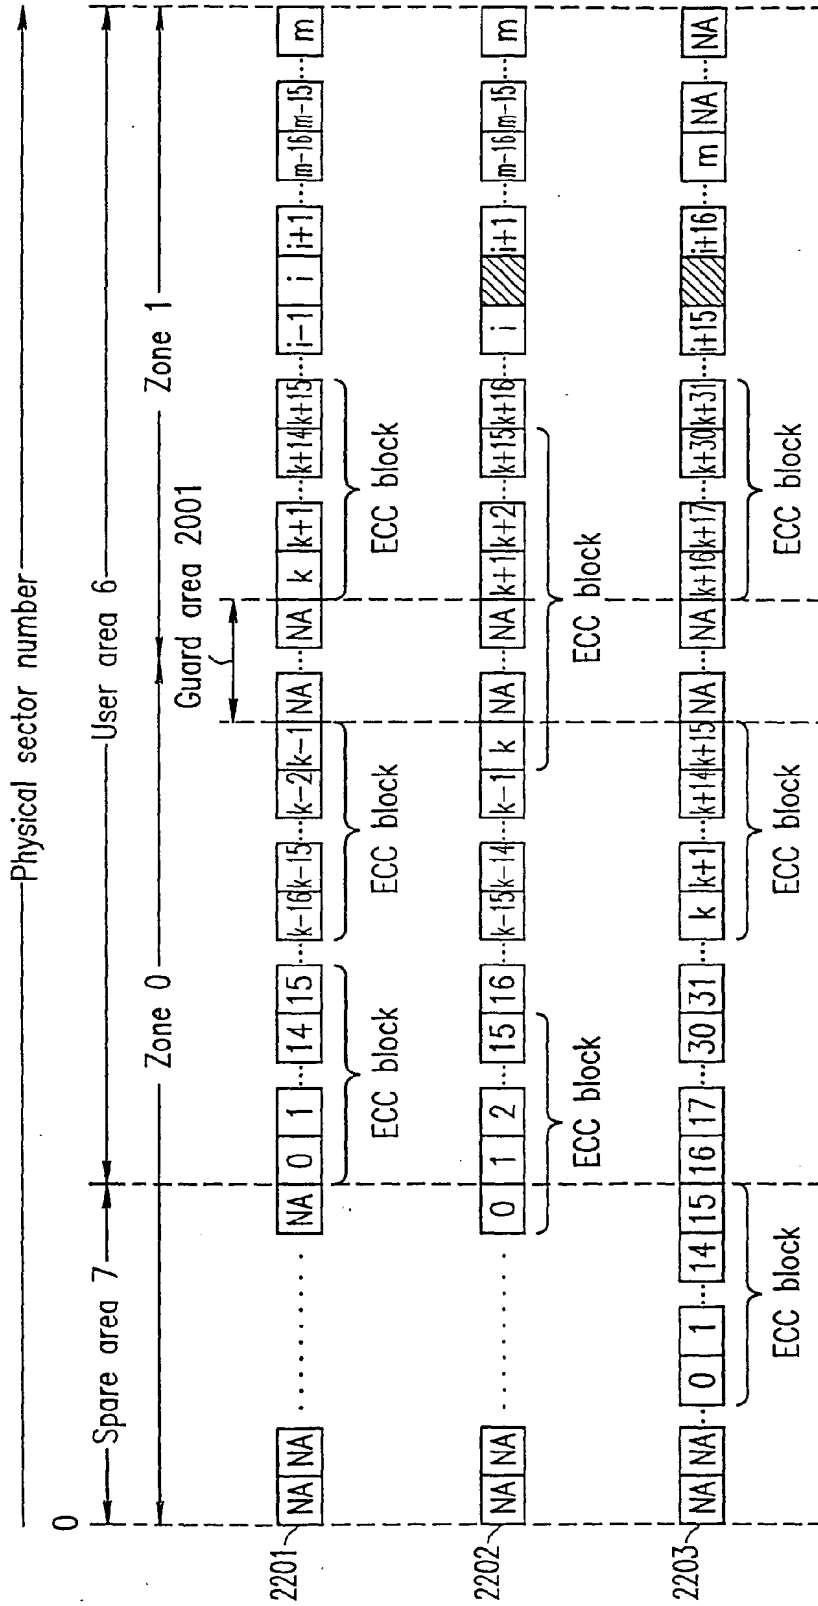 Physical sector number
0
Spare area 7
User area 6
Zone 0
Zone 1
Guard area 2001
2201
NA NA ········ NA 0 1 ··· 14 15 ··· k-16 k-15 ··· k-2 k-1 NA ··· NA k k+1 ··· k+14 k+15 ··· i-1 i i+1 ··· m-16 m-15 ··· m
ECC block
ECC block
ECC block
2202
NA NA ········ 0 1 2 ··· 15 16 ··· k-15 k-14 ··· k-1 k NA ··· NA k+1 k+2 ··· k+15 k+16 ··· i i+1 ··· m-16 m-15 ··· m
ECC block
ECC block
2203
NA NA ··· 0 1 ··· 14 15 16 17 ··· 30 31 ··· k k+1 ··· k+14 k+15 NA ··· NA k+16 k+17 ··· k+30 k+31 ··· i+15 i+16 ··· m NA ··· NA
ECC block
ECC block
ECC block